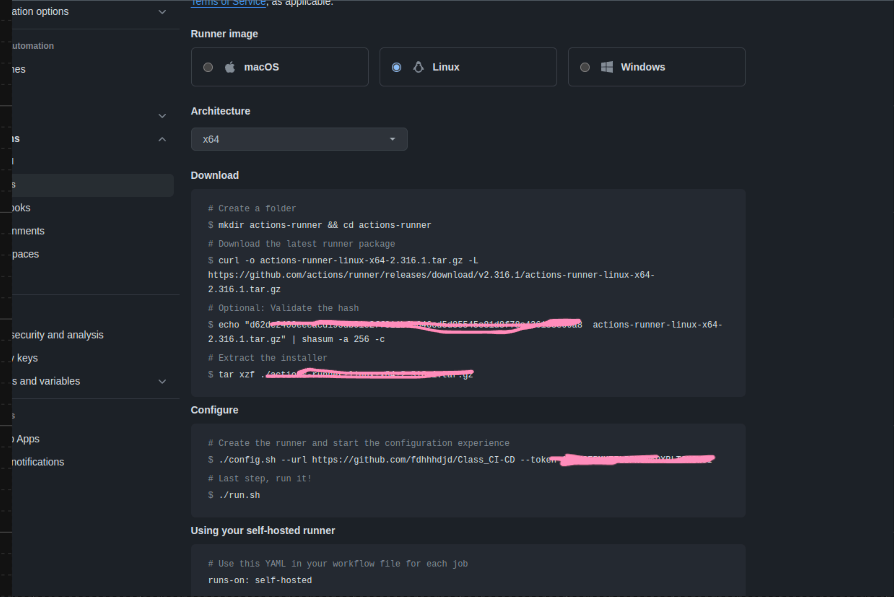 ation options
utomation
nes
ns
s
ooks
nments
paces
security and analysis
keys
s and variables
s
Apps
notifications
Terms of Service, as applicable.
Runner image
macOS
Linux
Windows
Architecture
x64
Download
# Create a folder
$ mkdir actions-runner && cd actions-runner
# Download the latest runner package
$ curl -o actions-runner-linux-x64-2.316.1.tar.gz -L
https://github.com/actions/runner/releases/download/v2.316.1/actions-runner-linux-x64-
2.316.1.tar.gz
# Optional: Validate the hash
$ echo "d62d actions-runner-linux-x64-
2.316.1.tar.gz" | shasum -a 256 -c
# Extract the installer
$ tar xzf
Configure
# Create the runner and start the configuration experience
$ ./config.sh --url https://github.com/fdhhhdjd/Class_CI-CD --token
# Last step, run it!
$ ./run.sh
Using your self-hosted runner
# Use this YAML in your workflow file for each job
runs-on: self-hosted